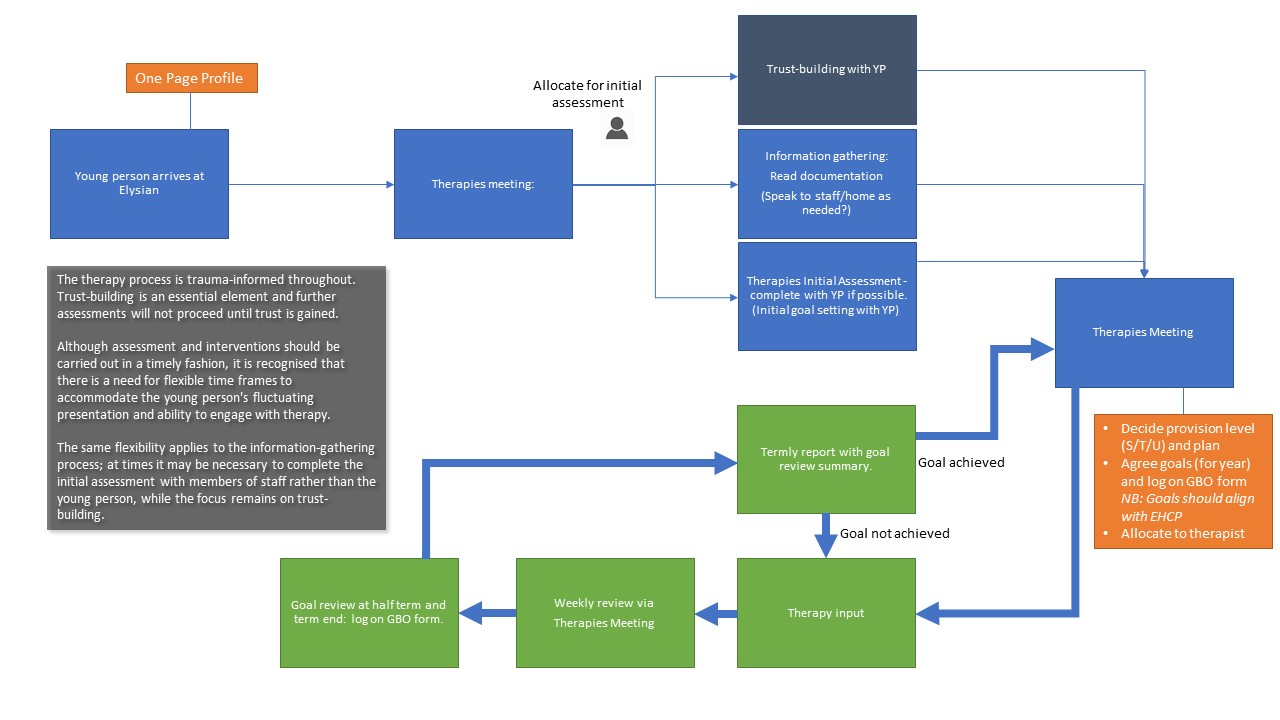 One Page Profile
Young person arrives at
Elysian
Therapies meeting:
Allocate for initial
assessment
Trust-building with YP
Information gathering:
Read documentation
(Speak to staff/home as
needed?)
Therapies Initial Assessment -
complete with YP if possible.
(Initial goal setting with YP)
Therapies Meeting
Decide provision level
(S/T/U) and plan
Agree goals (for year)
and log on GBO form
NB: Goals should align
with EHCP
Allocate to therapist
The therapy process is trauma-informed throughout.
Trust-building is an essential element and further
assessments will not proceed until trust is gained.
Although assessment and interventions should be
carried out in a timely fashion, it is recognised that
there is a need for flexible time frames to
accommodate the young person's fluctuating
presentation and ability to engage with therapy.
The same flexibility applies to the information-gathering
process; at times it may be necessary to complete the
initial assessment with members of staff rather than the
young person, while the focus remains on trust-
building.
Termly report with goal
review summary.
Goal achieved
Goal not achieved
Goal review at half term and
term end: log on GBO form.
Weekly review via
Therapies Meeting
Therapy input